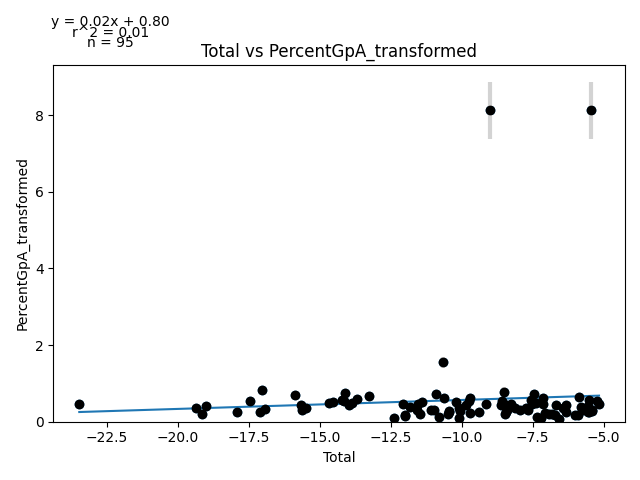 y = 0.02x + 0.80
r^2 = 0.01
n = 95
Total vs PercentGpA_transformed
PercentGpA_transformed
8
6
4
2
0
−22.5 −20.0 −17.5 −15.0 −12.5 −10.0 −7.5 −5.0
Total